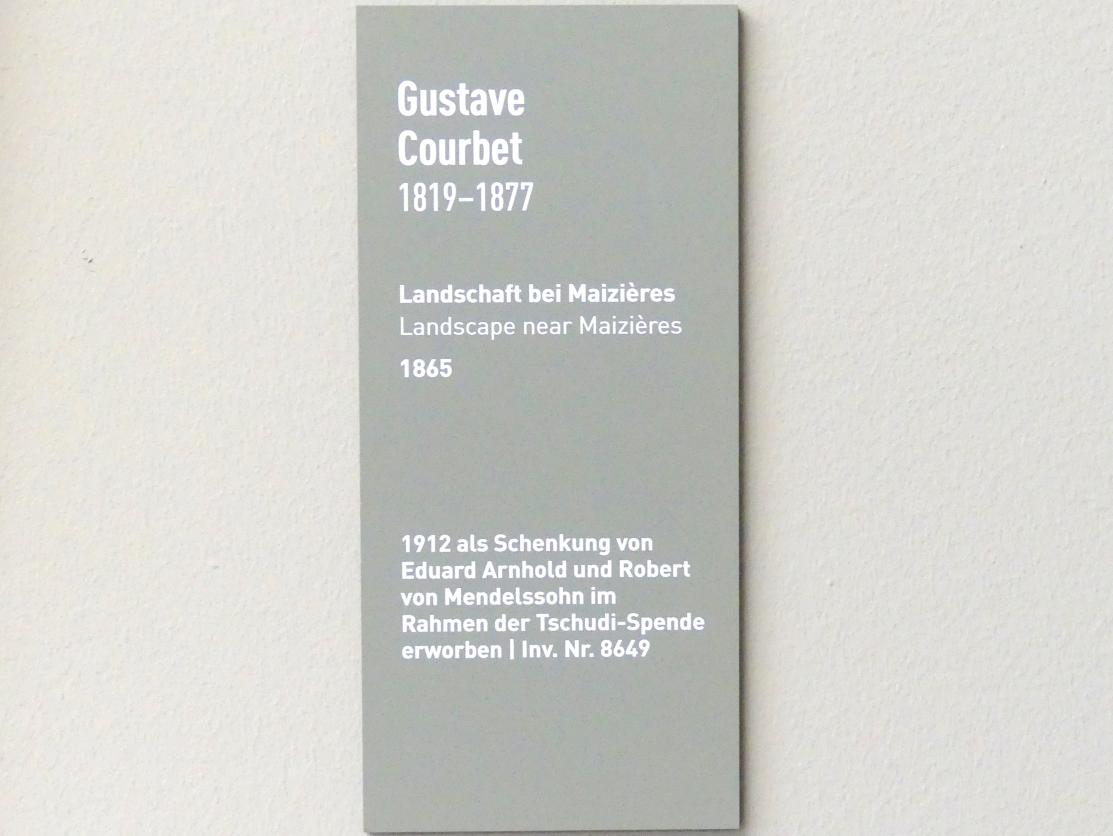 Gustave
Courbet
1819–1877
Landschaft bei Maizières
Landscape near Maizières
1865
1912 als Schenkung von
Eduard Arnhold und Robert
von Mendelssohn im
Rahmen der Tschudi-Spende
erworben | Inv. Nr. 8649